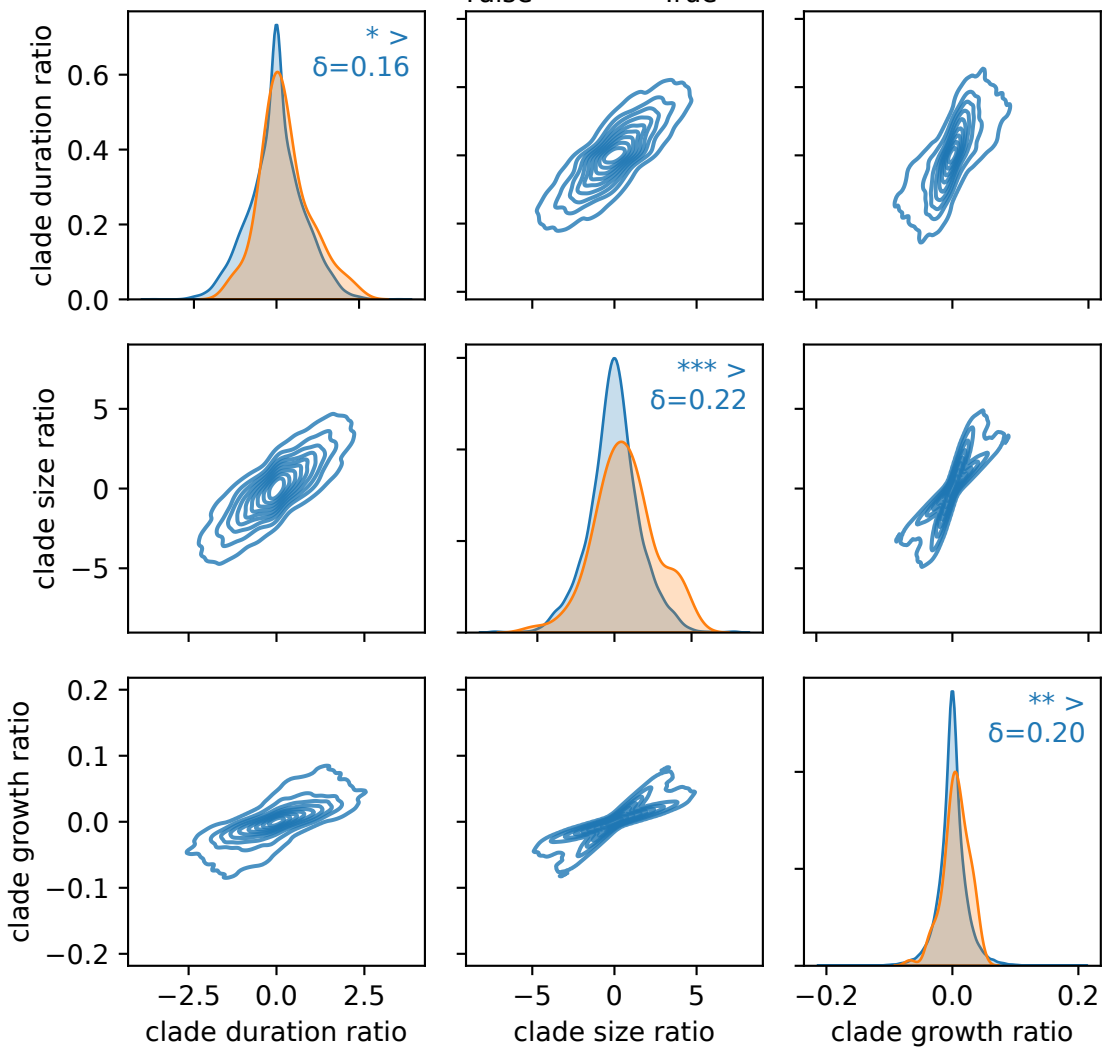 True
clade duration ratio
0.6
0.4
0.2
0.0
* >
δ=0.16
clade size ratio
5
0
−5
*** >
δ=0.22
clade growth ratio
0.2
0.1
0.0
−0.1
−0.2
** >
δ=0.20
−2.5
0.0
2.5
−5
0
5
−0.2
0.0
0.2
clade duration ratio
clade size ratio
clade growth ratio